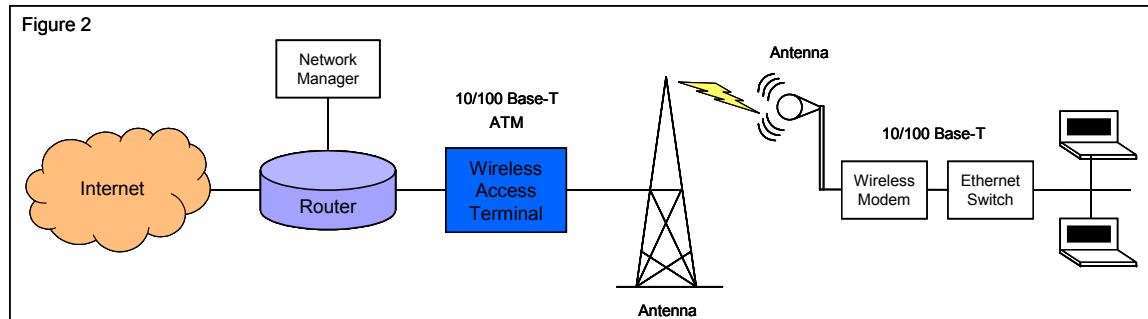 Figure 2
Network
Manager
Antenna
10/100 Base-T
ATM
10/100 Base-T
Internet
Router
Wireless
Access
Terminal
Wireless
Modem
Ethernet
Switch
Antenna